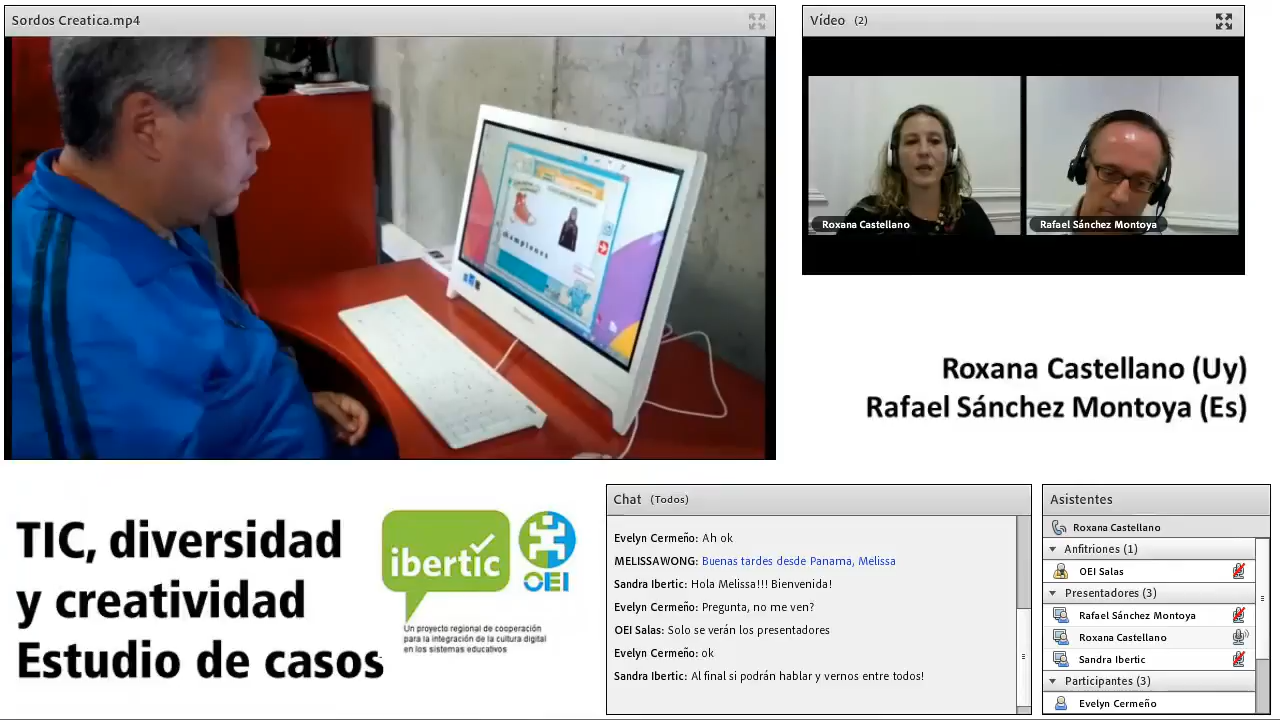 Sordos Creatica.mp4
championes
Vídeo (2)
Roxana Castellano
Rafael Sánchez Montoya
Roxana Castellano (Uy)
Rafael Sánchez Montoya (Es)
TIC, diversidad
y creatividad
Estudio de casos
ibertic
OEI
Un proyecto regional de cooperación
para la integración de la cultura digital
en los sistemas educativos
Chat (Todos)
Evelyn Cermeño: Ah ok
MELISSAWONG: Buenas tardes desde Panama, Melissa
Sandra Ibertic: Hola Melissa!!! Bienvenida!
Evelyn Cermeño: Pregunta, no me ven?
OEI Salas: Solo se verán los presentadores
Evelyn Cermeño: ok
Sandra Ibertic: Al final si podrán hablar y vernos entre todos!
Asistentes
Roxana Castellano
Anfitriones (1)
OEI Salas
Presentadores (3)
Rafael Sánchez Montoya
Roxana Castellano
Sandra Ibertic
Participantes (3)
Evelyn Cermeño